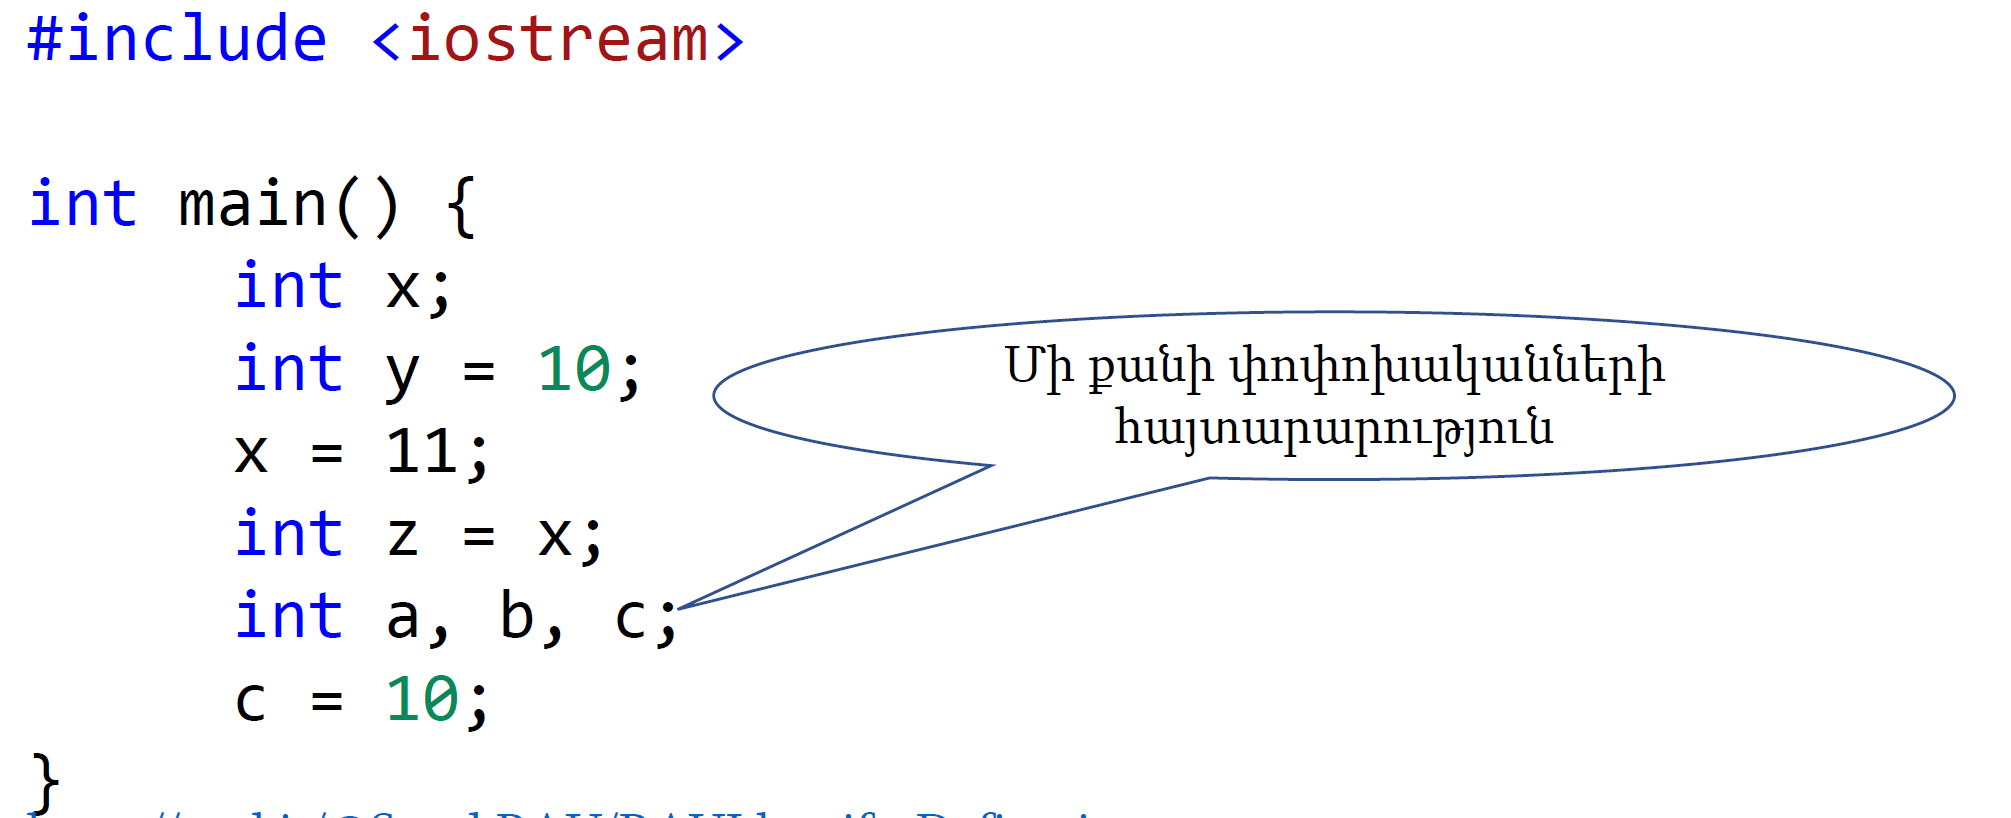 #include <iostream>
int main() {
int x;
int y = 10;
x = 11;
int z = x;
int a, b, c;
c = 10;
}
Մի քանի փոփոխականների
հայտարարություն